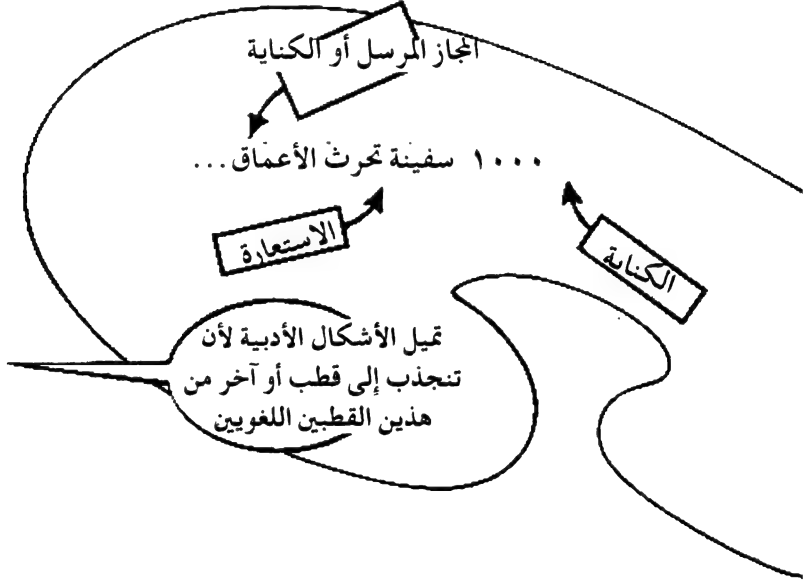 المجاز المرسل أو الكناية
١٠٠٠ سفينة تحرث الأعماق...
الاستعارة
الكناية
تميل الأشكال الأدبية لأن
تنجذب إلى قطب أو آخر من
هذين القطبين اللغويين